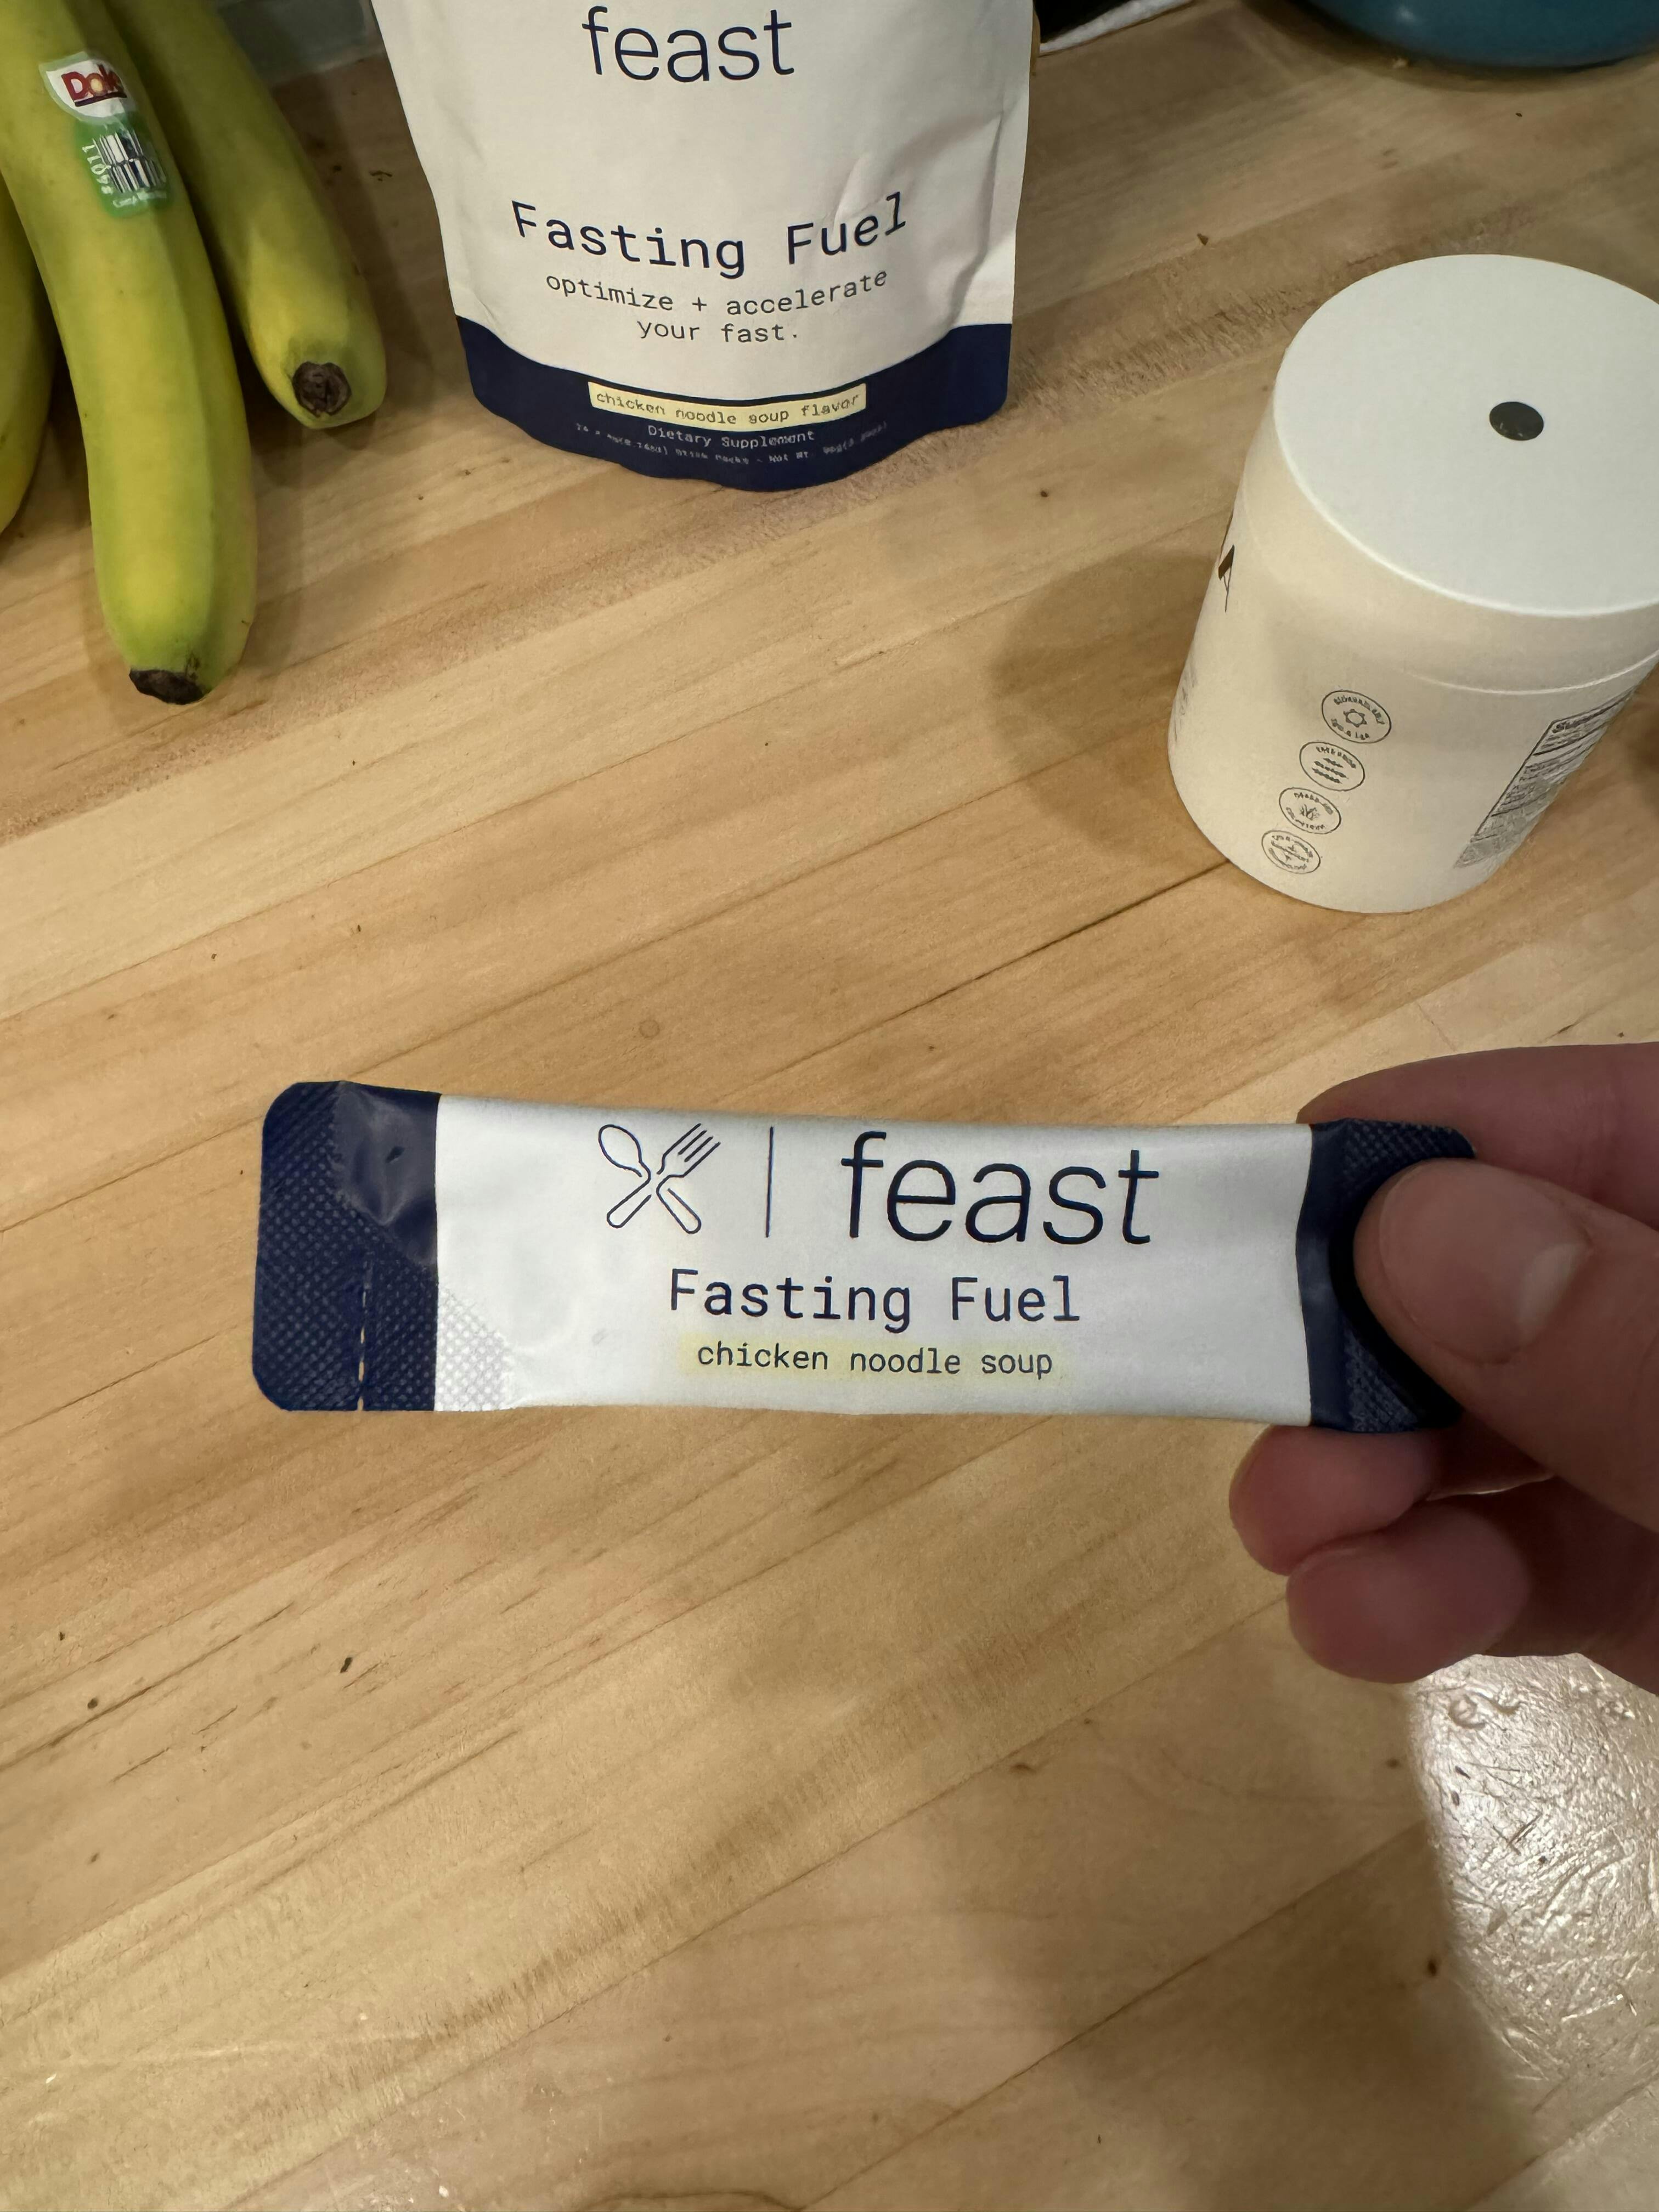 Dole
#4011
feast
Fasting Fuel
optimize + accelerate
your fast.
chicken noodle soup flavor
Dietary Supplement
feast
Fasting Fuel
chicken noodle soup